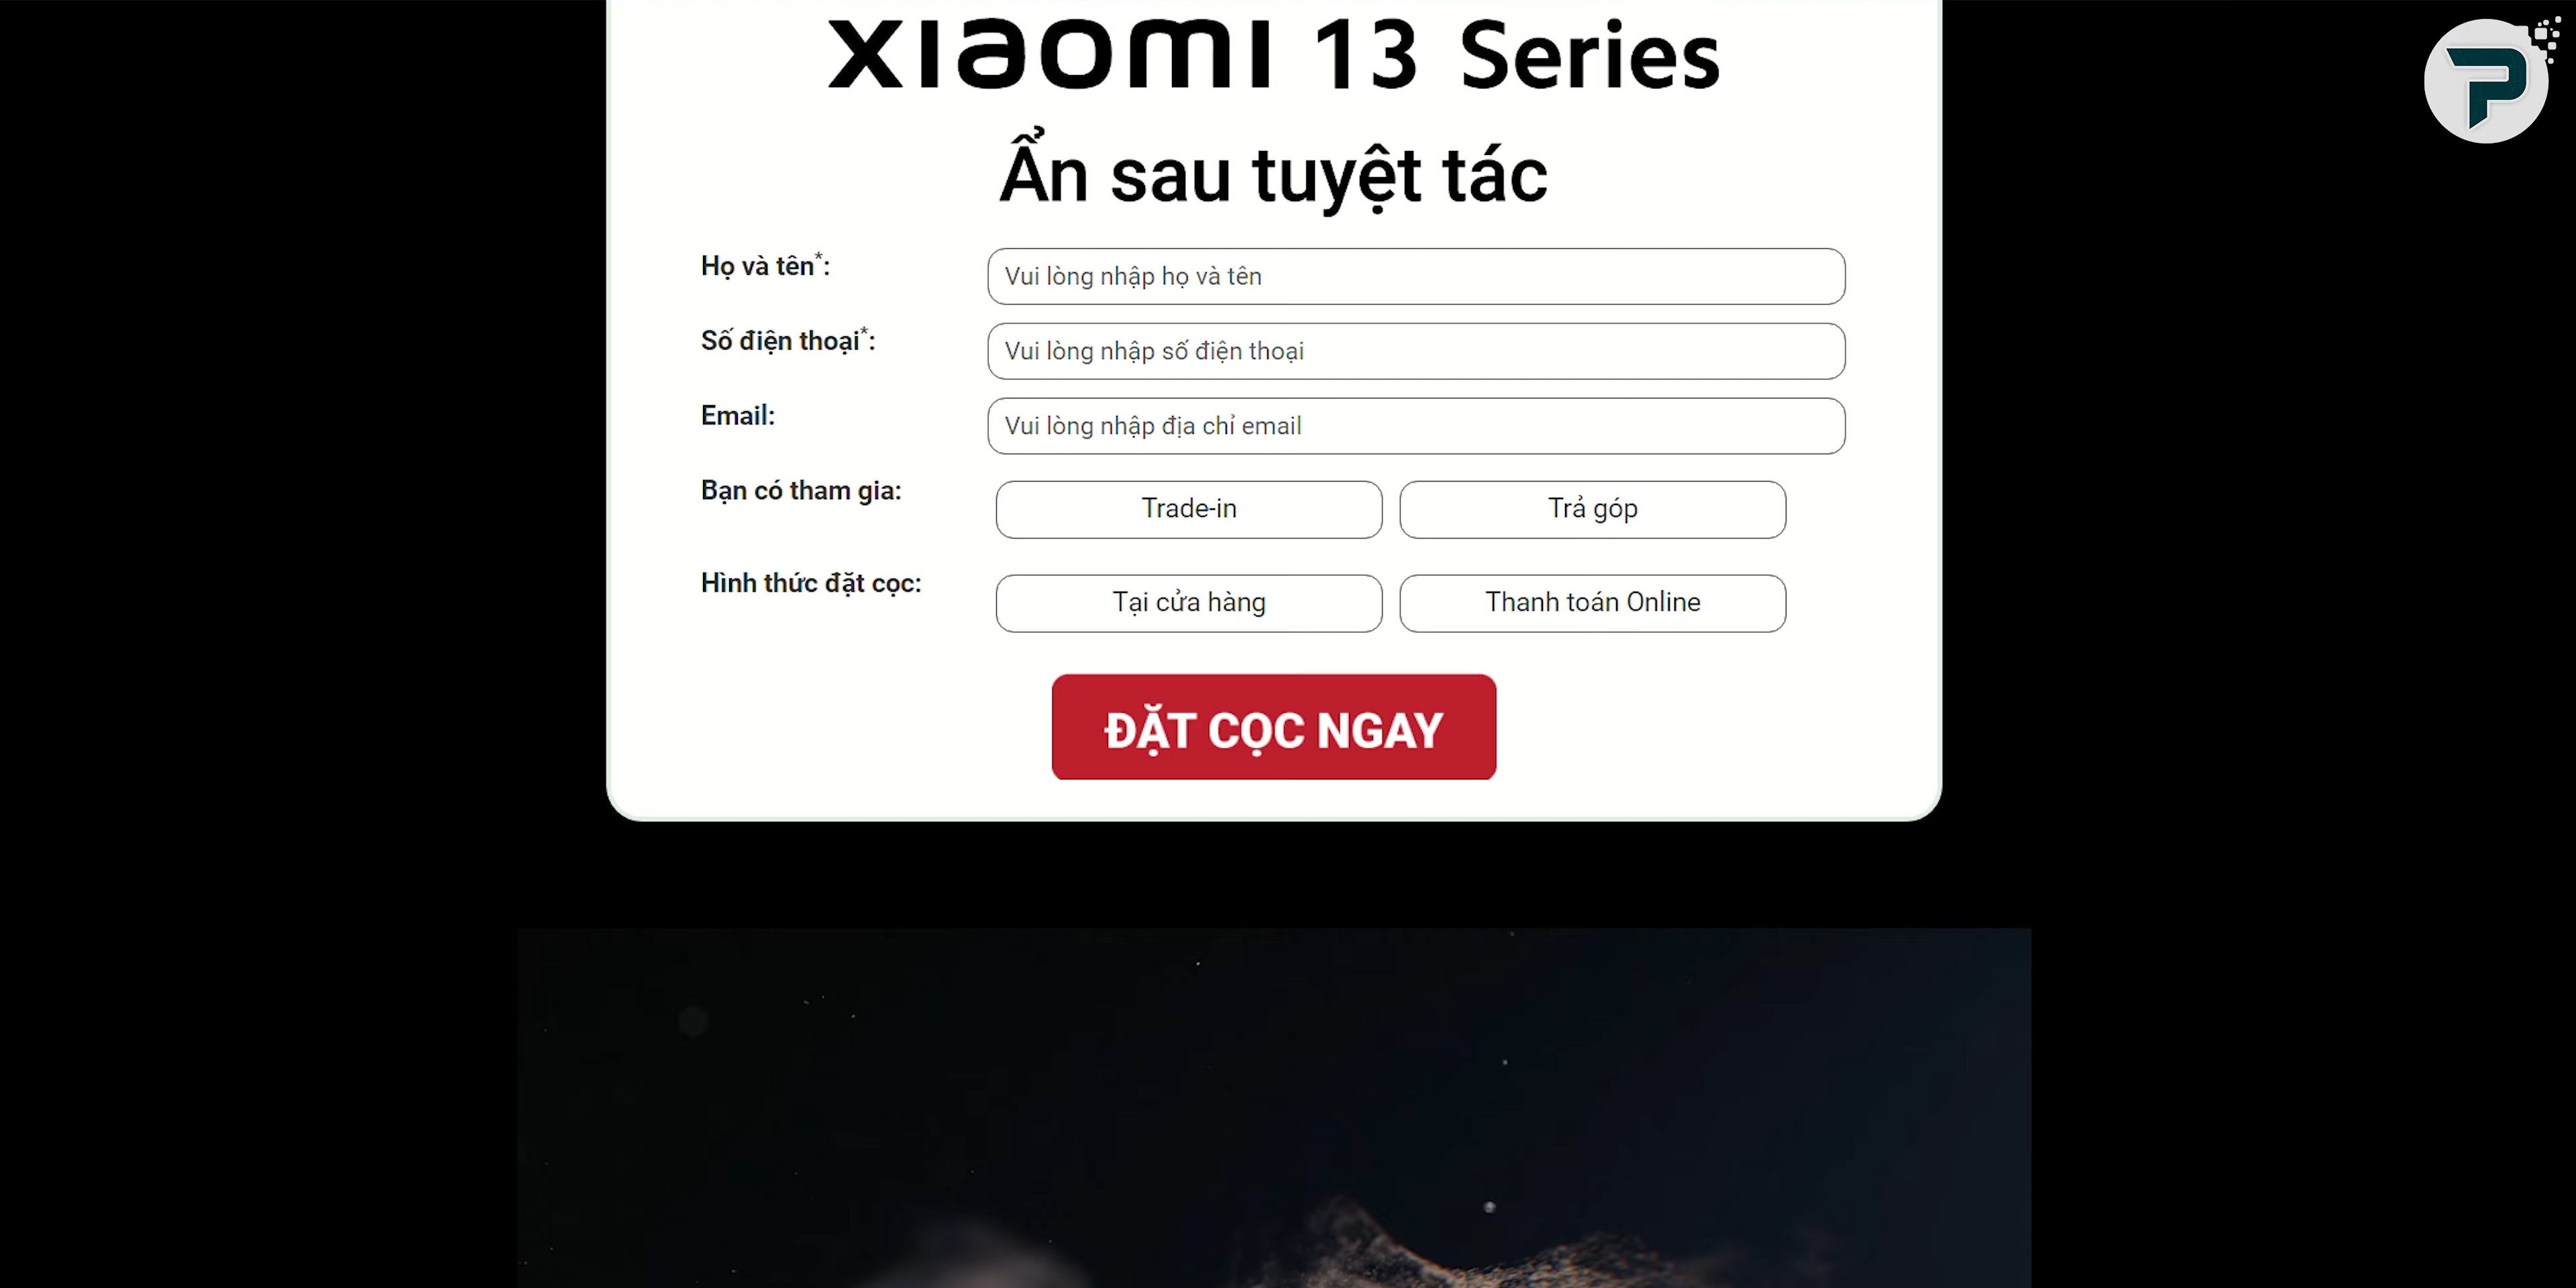 xiaomi 13 Series
Ẩn sau tuyệt tác
Họ và tên*: Vui lòng nhập họ và tên
Số điện thoại*: Vui lòng nhập số điện thoại
Email: Vui lòng nhập địa chỉ email
Bạn có tham gia: Trade-in Trả góp
Hình thức đặt cọc: Tại cửa hàng Thanh toán Online
ĐẶT CỌC NGAY